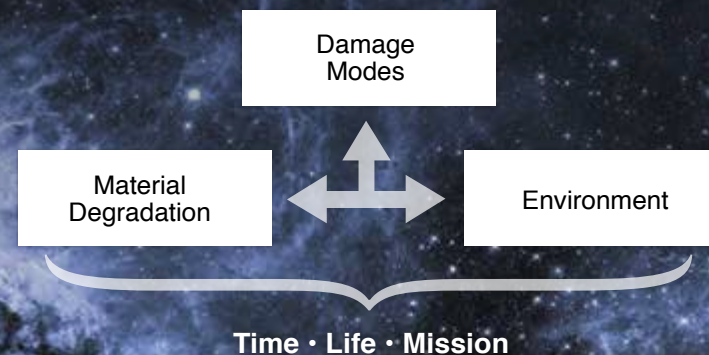 Damage
Modes
Material
Degradation
Environment
Time • Life • Mission